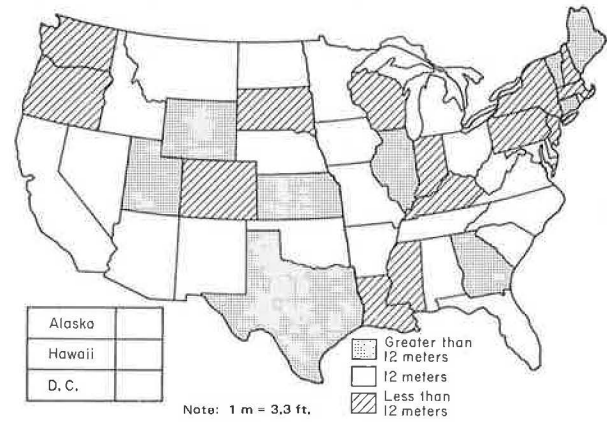 Alaska
Hawaii
D. C.
Note: 1 m = 3.3 ft.
Greater than
12 meters
12 meters
Less than
12 meters